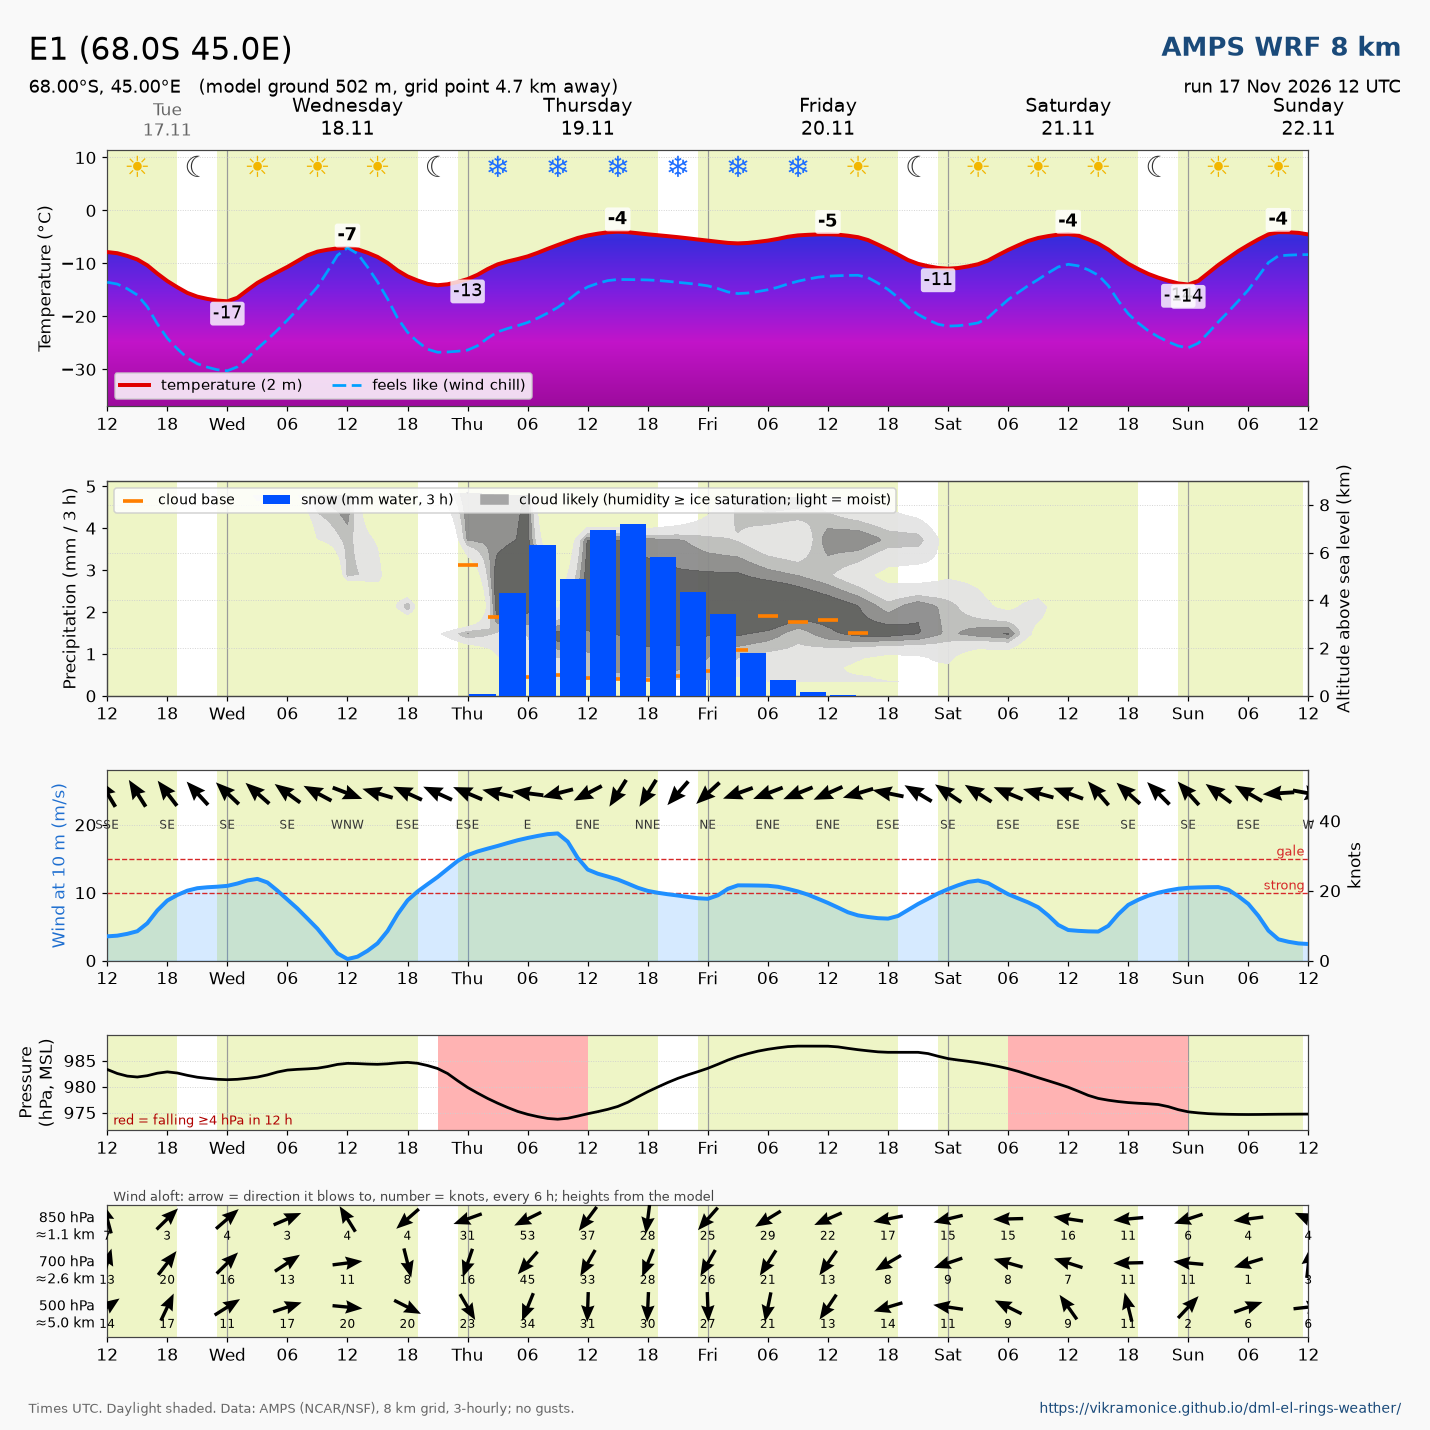 E1 (68.0S 45.0E)
AMPS WRF 8 km
68.00°S, 45.00°E (model ground 502 m, grid point 4.7 km away)
run 17 Nov 2026 12 UTC
Tue Wednesday Thursday Friday Saturday Sunday
17.11 18.11 19.11 20.11 21.11 22.11
Temperature (°C)
10
0
−10
−20
−30
-17 -7 -13 -4 -5 -11 -4 -14 -4
temperature (2 m) feels like (wind chill)
12 18 Wed 06 12 18 Thu 06 12 18 Fri 06 12 18 Sat 06 12 18 Sun 06 12
Precipitation (mm / 3 h)
5
4
3
2
1
0
cloud base snow (mm water, 3 h) cloud likely (humidity ≥ ice saturation; light = moist)
8
6
4
2
0
Altitude above sea level (km)
12 18 Wed 06 12 18 Thu 06 12 18 Fri 06 12 18 Sat 06 12 18 Sun 06 12
Wind at 10 m (m/s)
20
10
0
SSE SE SE SE WNW ESE ESE E ENE NNE NE ENE ENE ESE SE ESE ESE SE SE ESE W
gale
strong
40
20
0
knots
12 18 Wed 06 12 18 Thu 06 12 18 Fri 06 12 18 Sat 06 12 18 Sun 06 12
Pressure
(hPa, MSL)
985
980
975
red = falling ≥4 hPa in 12 h
12 18 Wed 06 12 18 Thu 06 12 18 Fri 06 12 18 Sat 06 12 18 Sun 06 12
Wind aloft: arrow = direction it blows to, number = knots, every 6 h; heights from the model
850 hPa
≈1.1 km 7 3 4 3 4 4 31 53 37 28 25 29 22 17 15 15 16 11 6 4 4
700 hPa
≈2.6 km 13 20 16 13 11 8 16 45 33 28 26 21 13 8 9 8 7 11 11 1 3
500 hPa
≈5.0 km 14 17 11 17 20 20 23 34 31 30 27 21 13 14 11 9 9 11 2 6 6
12 18 Wed 06 12 18 Thu 06 12 18 Fri 06 12 18 Sat 06 12 18 Sun 06 12
Times UTC. Daylight shaded. Data: AMPS (NCAR/NSF), 8 km grid, 3-hourly; no gusts.
https://vikramonice.github.io/dml-el-rings-weather/